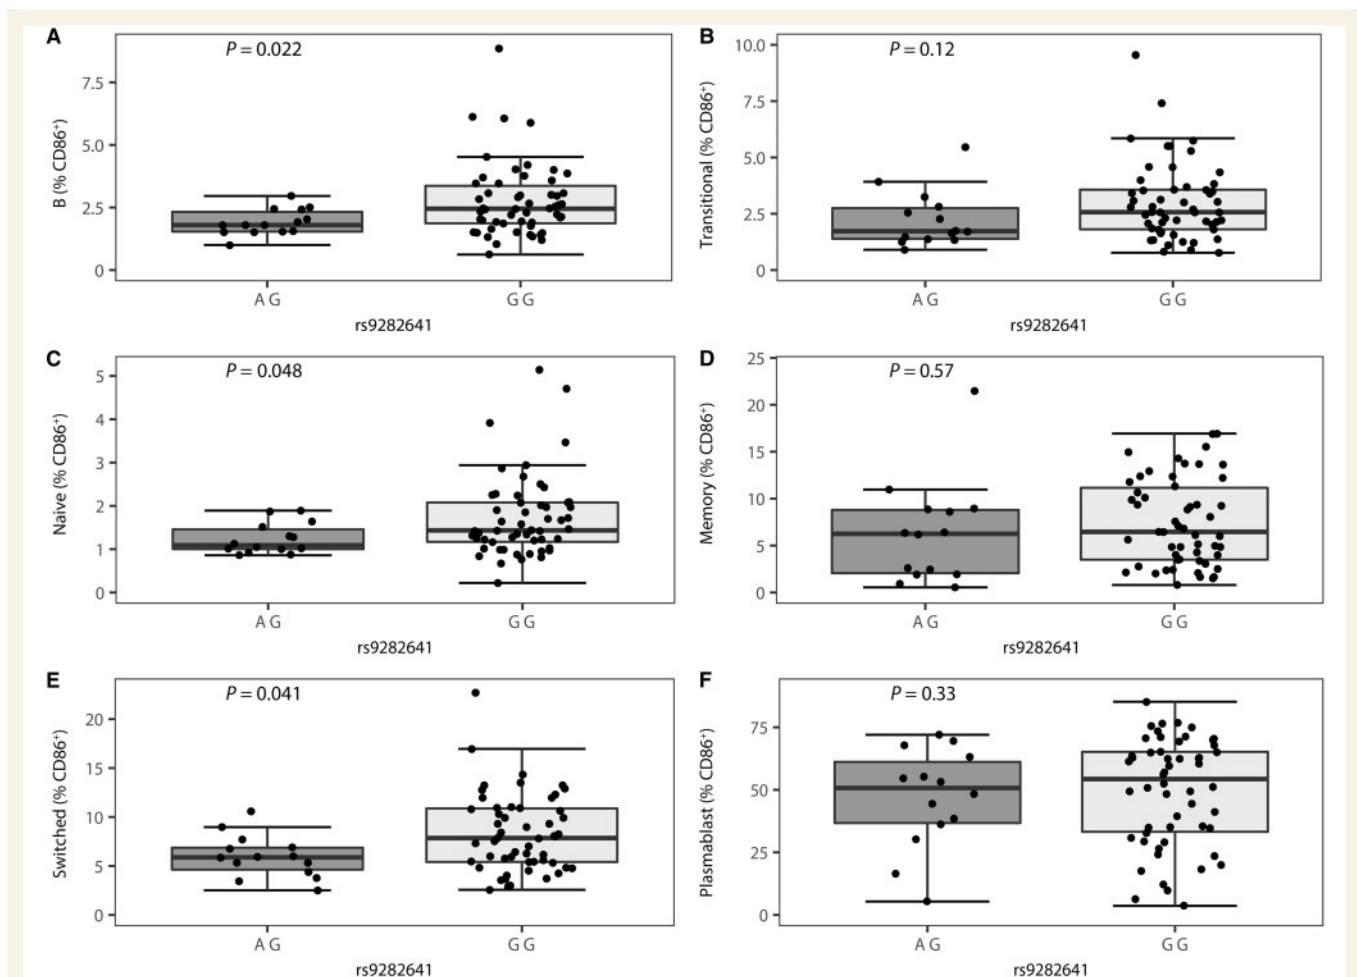 A
P = 0.022
B (% CD86⁺)
7.5
5.0
2.5
0
A G
G G
rs9282641
B
P = 0.12
Transitional (% CD86⁺)
10.0
7.5
5.0
2.5
0
A G
G G
rs9282641
C
P = 0.048
Naive (% CD86⁺)
5
4
3
2
1
0
A G
G G
rs9282641
D
P = 0.57
Memory (% CD86⁺)
25
20
15
10
5
0
A G
G G
rs9282641
E
P = 0.041
Switched (% CD86⁺)
20
15
10
5
0
A G
G G
rs9282641
F
P = 0.33
Plasmablast (% CD86⁺)
75
50
25
0
A G
G G
rs9282641